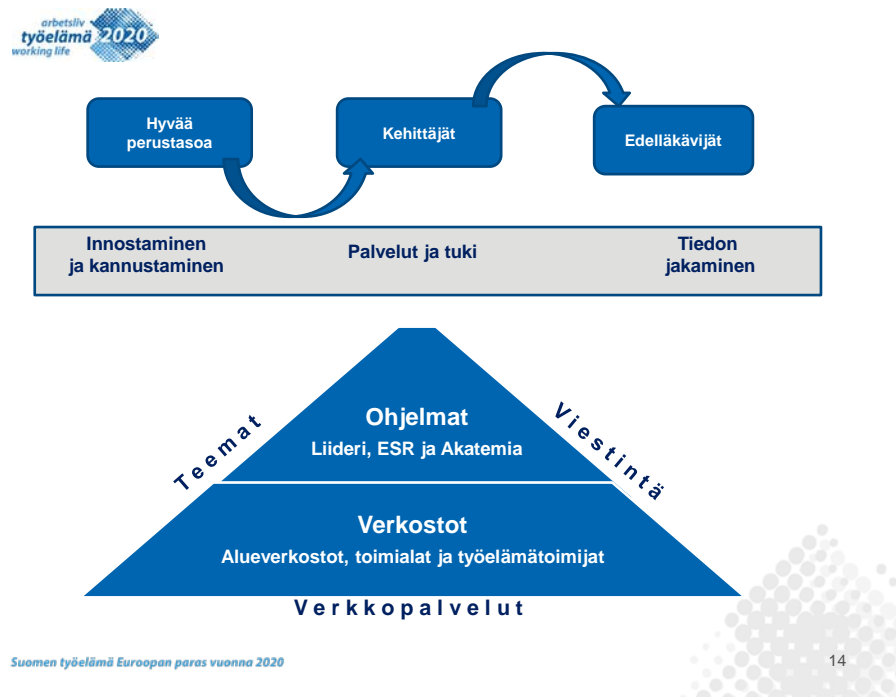 arbetsliv
työelämä 2020
working life
Hyvää
perustasoa
Kehittäjät
Edelläkävijät
Innostaminen
ja kannustaminen
Palvelut ja tuki
Tiedon
jakaminen
Teemat
Viestintä
Ohjelmat
Liideri, ESR ja Akatemia
Verkostot
Alueverkostot, toimialat ja työelämätoimijat
Verkkopalvelut
Suomen työelämä Euroopan paras vuonna 2020
14